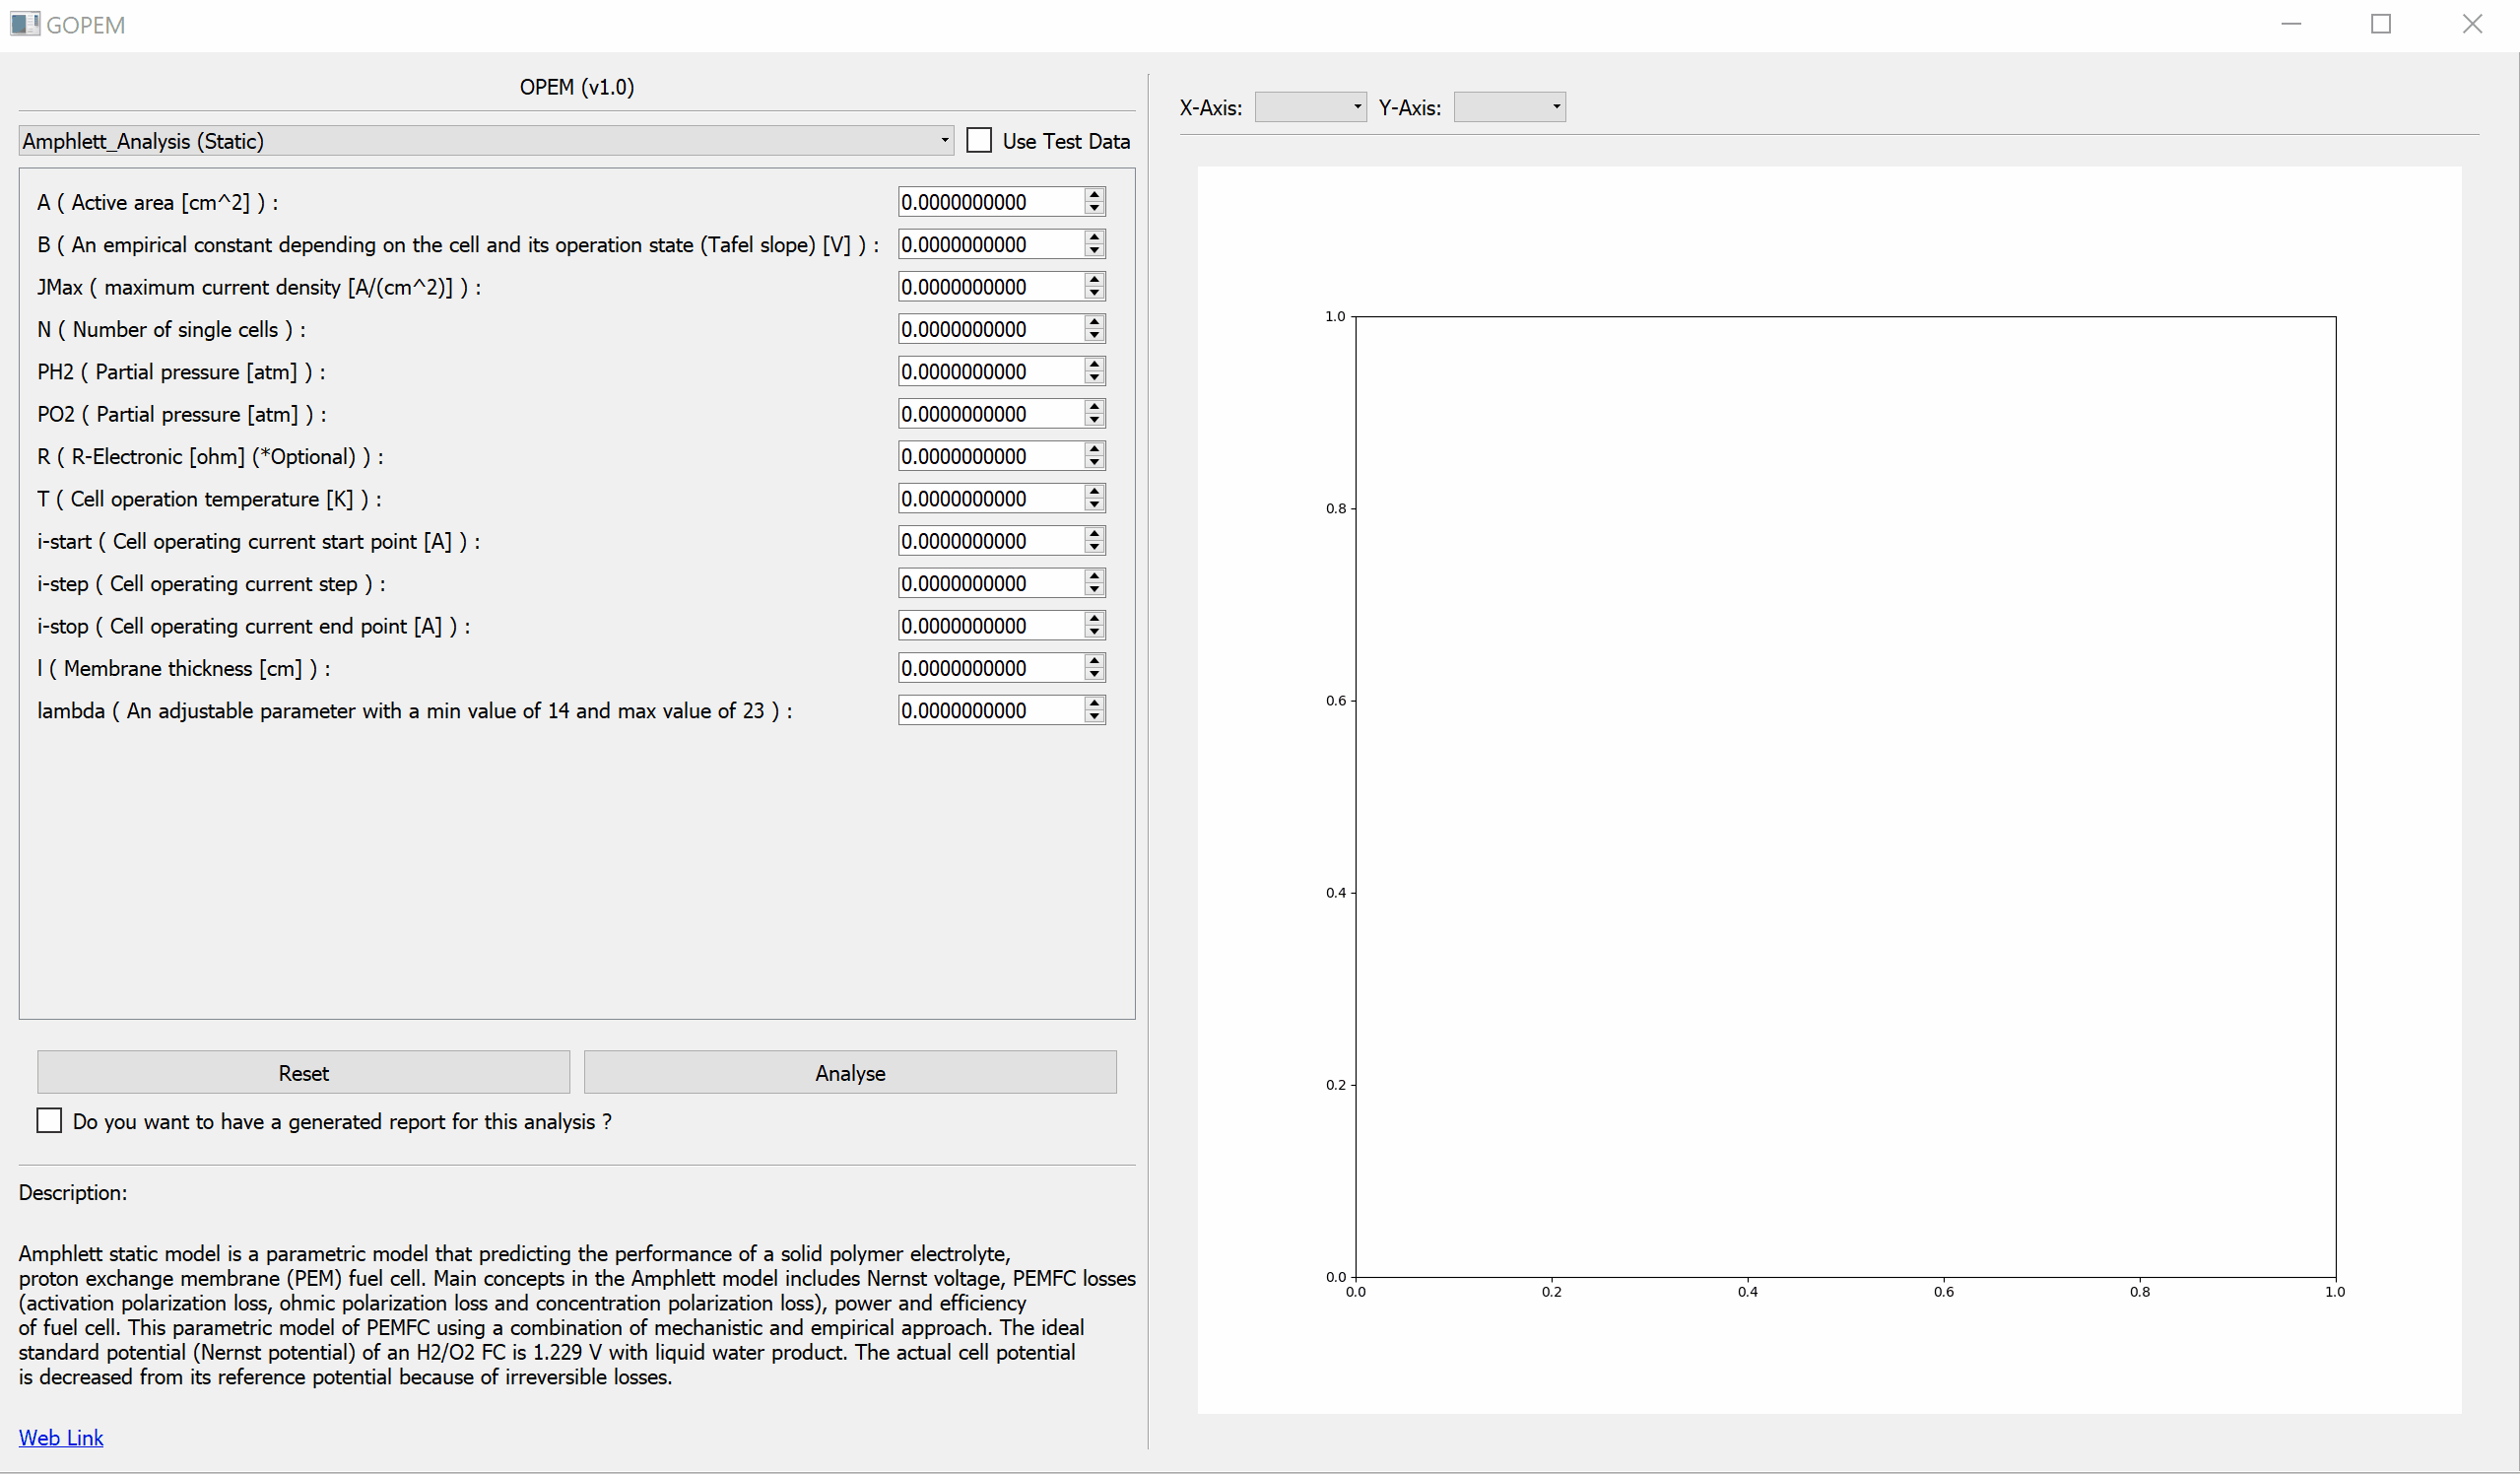 GOPEM
OPEM (v1.0)
Amphlett_Analysis (Static)
Use Test Data
A ( Active area [cm^2] ) :
0.0000000000
B ( An empirical constant depending on the cell and its operation state (Tafel slope) [V] ) :
0.0000000000
JMax ( maximum current density [A/(cm^2)] ) :
0.0000000000
N ( Number of single cells ) :
0.0000000000
PH2 ( Partial pressure [atm] ) :
0.0000000000
PO2 ( Partial pressure [atm] ) :
0.0000000000
R ( R-Electronic [ohm] (*Optional) ) :
0.0000000000
T ( Cell operation temperature [K] ) :
0.0000000000
i-start ( Cell operating current start point [A] ) :
0.0000000000
i-step ( Cell operating current step ) :
0.0000000000
i-stop ( Cell operating current end point [A] ) :
0.0000000000
l ( Membrane thickness [cm] ) :
0.0000000000
lambda ( An adjustable parameter with a min value of 14 and max value of 23 ) :
0.0000000000
Reset
Analyse
Do you want to have a generated report for this analysis ?
Description:
Amphlett static model is a parametric model that predicting the performance of a solid polymer electrolyte,
proton exchange membrane (PEM) fuel cell. Main concepts in the Amphlett model includes Nernst voltage, PEMFC losses
(activation polarization loss, ohmic polarization loss and concentration polarization loss), power and efficiency
of fuel cell. This parametric model of PEMFC using a combination of mechanistic and empirical approach. The ideal
standard potential (Nernst potential) of an H2/O2 FC is 1.229 V with liquid water product. The actual cell potential
is decreased from its reference potential because of irreversible losses.
Web Link
X-Axis:
Y-Axis:
1.0
0.8
0.6
0.4
0.2
0.0
0.0 0.2 0.4 0.6 0.8 1.0